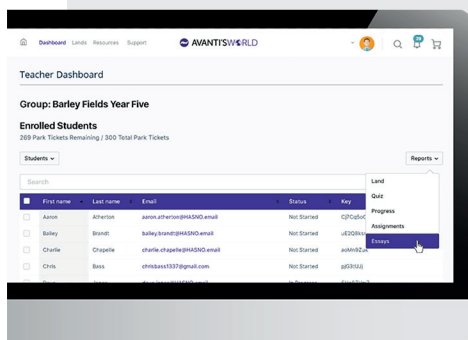 Dashboard Lands Resources Support AVANTI'S WORLD 28
Teacher Dashboard
Group: Barley Fields Year Five
Enrolled Students
269 Park Tickets Remaining / 300 Total Park Tickets
Students Reports
Search
Land
Quiz
Progress
Assignments
Essays
First name Last name Email Status Key
Aaron Atherton aaron.atherton@HASNO.email Not Started
Bailey Brandt bailey.brandt@HASNO.email Not Started
Charlie Chapelle charlie.chapelle@HASNO.email Not Started
Chris Bass chrisbass1337@gmail.com Not Started